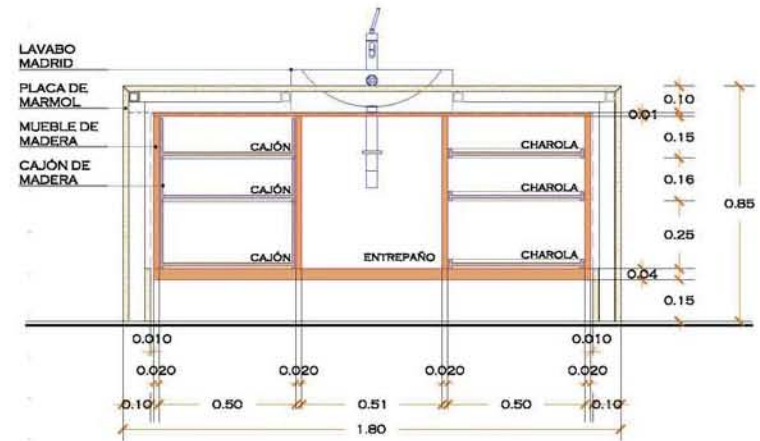 LAVABO
MADRID
PLACA DE
MARMOL
MUEBLE DE
MADERA
CAJÓN DE
MADERA
CAJÓN
CHAROLA
CAJÓN
CHAROLA
CAJÓN
ENTREPAÑO
CHAROLA
0.10
0.01
0.15
0.16
0.85
0.25
0.04
0.15
0.010
0.010
0.020
0.020
0.020
0.020
0.10
0.50
0.51
0.50
0.10
1.80